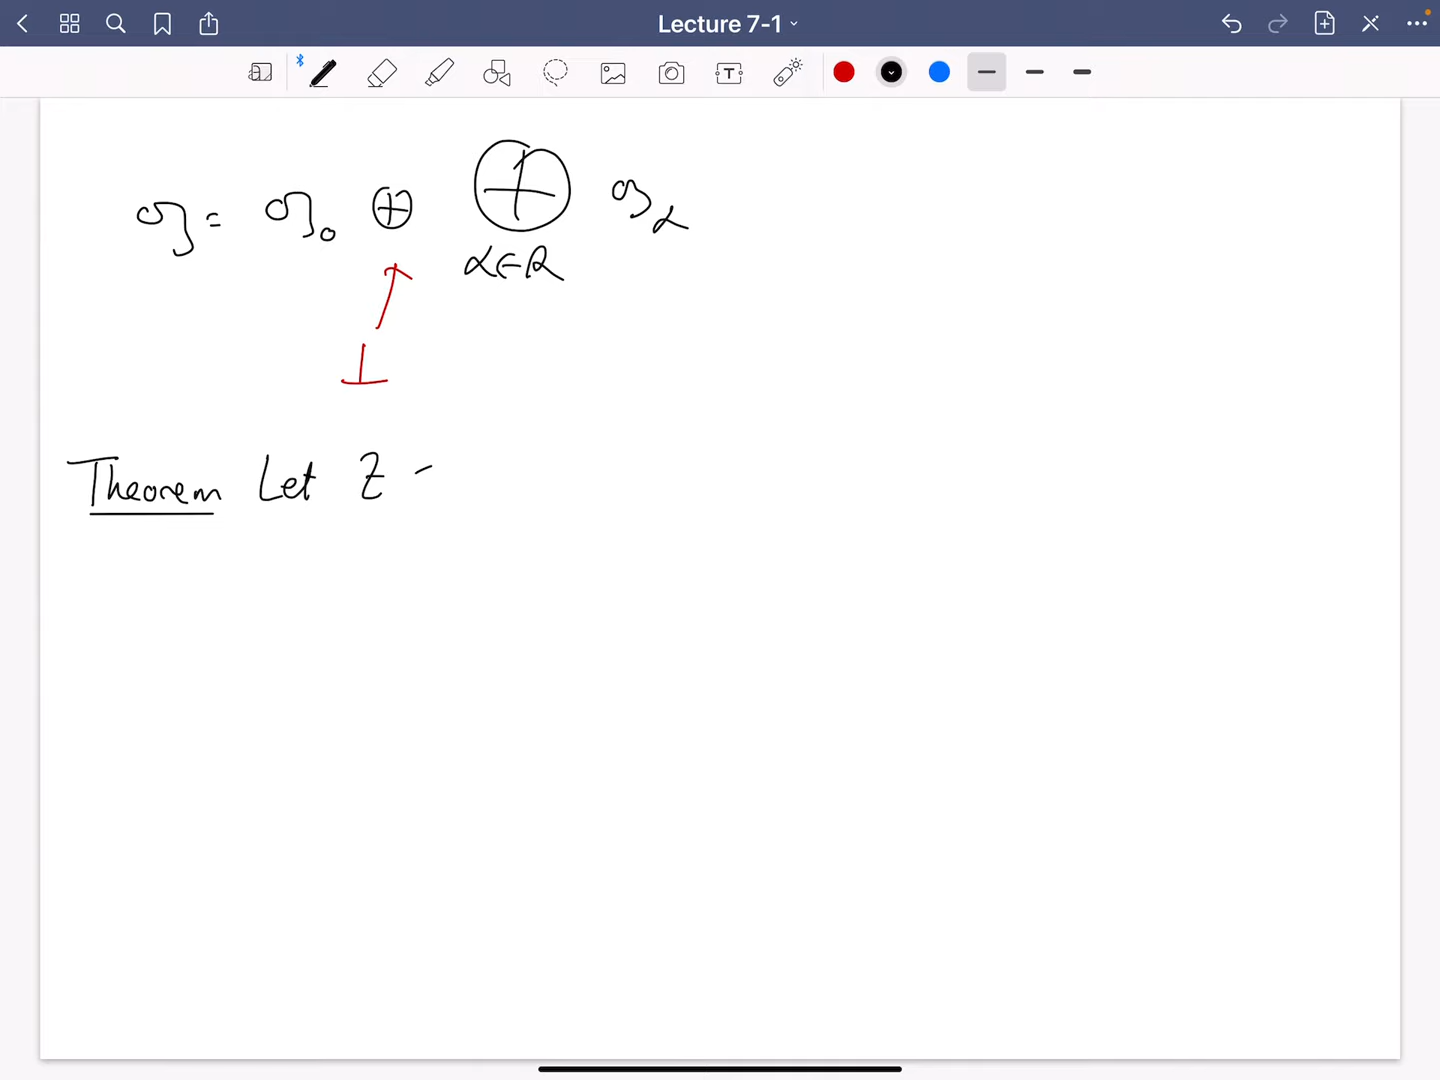 Lecture 7-1
𝔤 = 𝔤₀ ⊕ ⨁ 𝔤_α
α∈R
⊥
Theorem Let Z